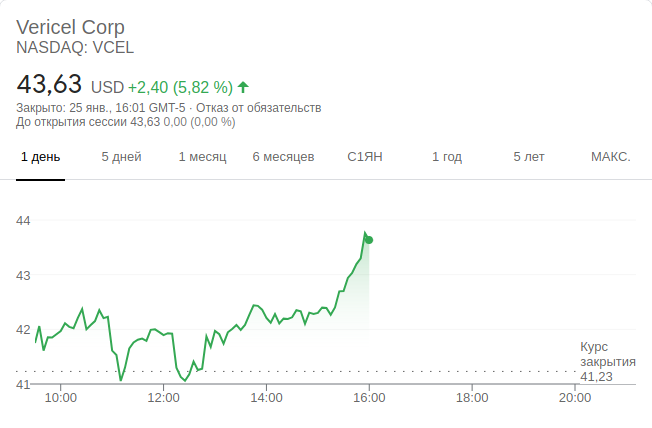 Vericel Corp
NASDAQ: VCEL
43,63 USD +2,40 (5,82 %)
Закрыто: 25 янв., 16:01 GMT-5 · Отказ от обязательств
До открытия сессии 43,63 0,00 (0,00 %)
1 день 5 дней 1 месяц 6 месяцев С1ЯН 1 год 5 лет МАКС.
44
43
42
Курс
закрытия
41,23
41
10:00 12:00 14:00 16:00 18:00 20:00